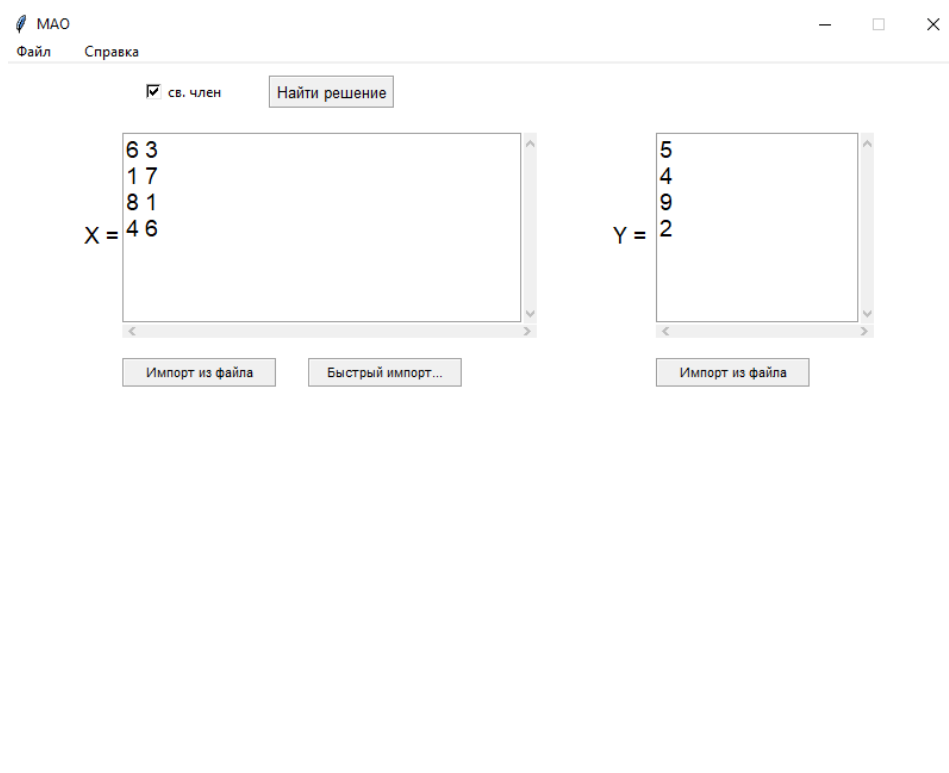 МАО
Файл Справка
св. член Найти решение
X =
6 3
1 7
8 1
4 6
Y =
5
4
9
2
Импорт из файла Быстрый импорт... Импорт из файла